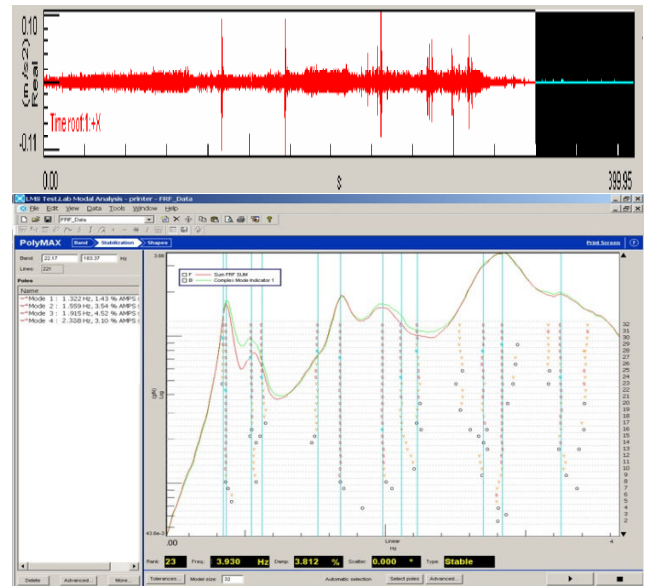 0.10
(m/s2)
Real
Time roof:1:+X
-0.11
0.00
s
399.95
LMS Test.Lab Modal Analysis - printer - FRF_Data
File Edit View Data Tools Window Help
FRF_Data
PolyMAX Band Stabilization Shapes
Print Screen
Band: 22.17 163.37 Hz
Lines: 221
Poles
Name
Mode 1 : 1.322 Hz, 1.43 % AMPS
Mode 2 : 1.559 Hz, 3.54 % AMPS
Mode 3 : 1.915 Hz, 4.52 % AMPS
Mode 4 : 2.358 Hz, 3.10 % AMPS
3.68
F Sum FRF SUM
B Complex Mode Indicator 1
32
31
30
29
28
27
26
25
24
23
22
21
20
19
18
17
16
15
14
13
12
11
10
9
8
7
6
5
4
3
2
Log
43.6e-3
.00
Linear
Hz
4
Rank: 23 Freq.: 3.930 Hz Damp: 3.812 % Scatter: 0.000 * Type: Stable
Delete Advanced... More...
Tolerances... Model size: 32 Automatic selection Select poles Advanced...